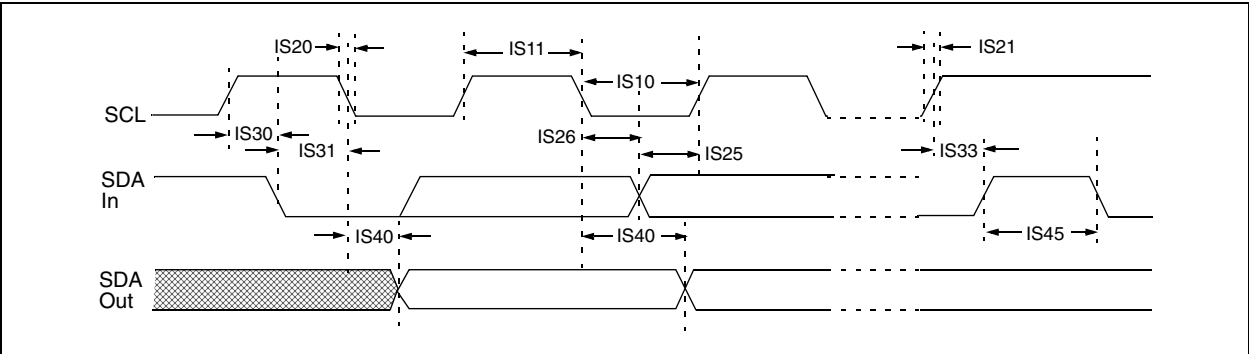 IS20
IS11
IS21
IS10
SCL
IS30
IS31
IS26
IS25
IS33
SDA
In
IS40
IS40
IS45
SDA
Out